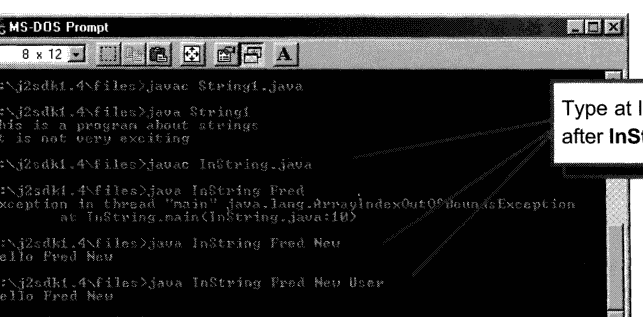 MS-DOS Prompt
8 x 12 A
:\j2sdk1.4\files>javac String1.java
:\j2sdk1.4\files>java String1
his is a program about strings
t is not very exciting
:\j2sdk1.4\files>javac InString.java
:\j2sdk1.4\files>java InString Fred
xception in thread "main" java.lang.ArrayIndexOutOfBoundsException
at InString.main(InString.java:10)
:\j2sdk1.4\files>java InString Fred New
ello Fred New
:\j2sdk1.4\files>java InString Fred New User
ello Fred New
Type at l
after InSt